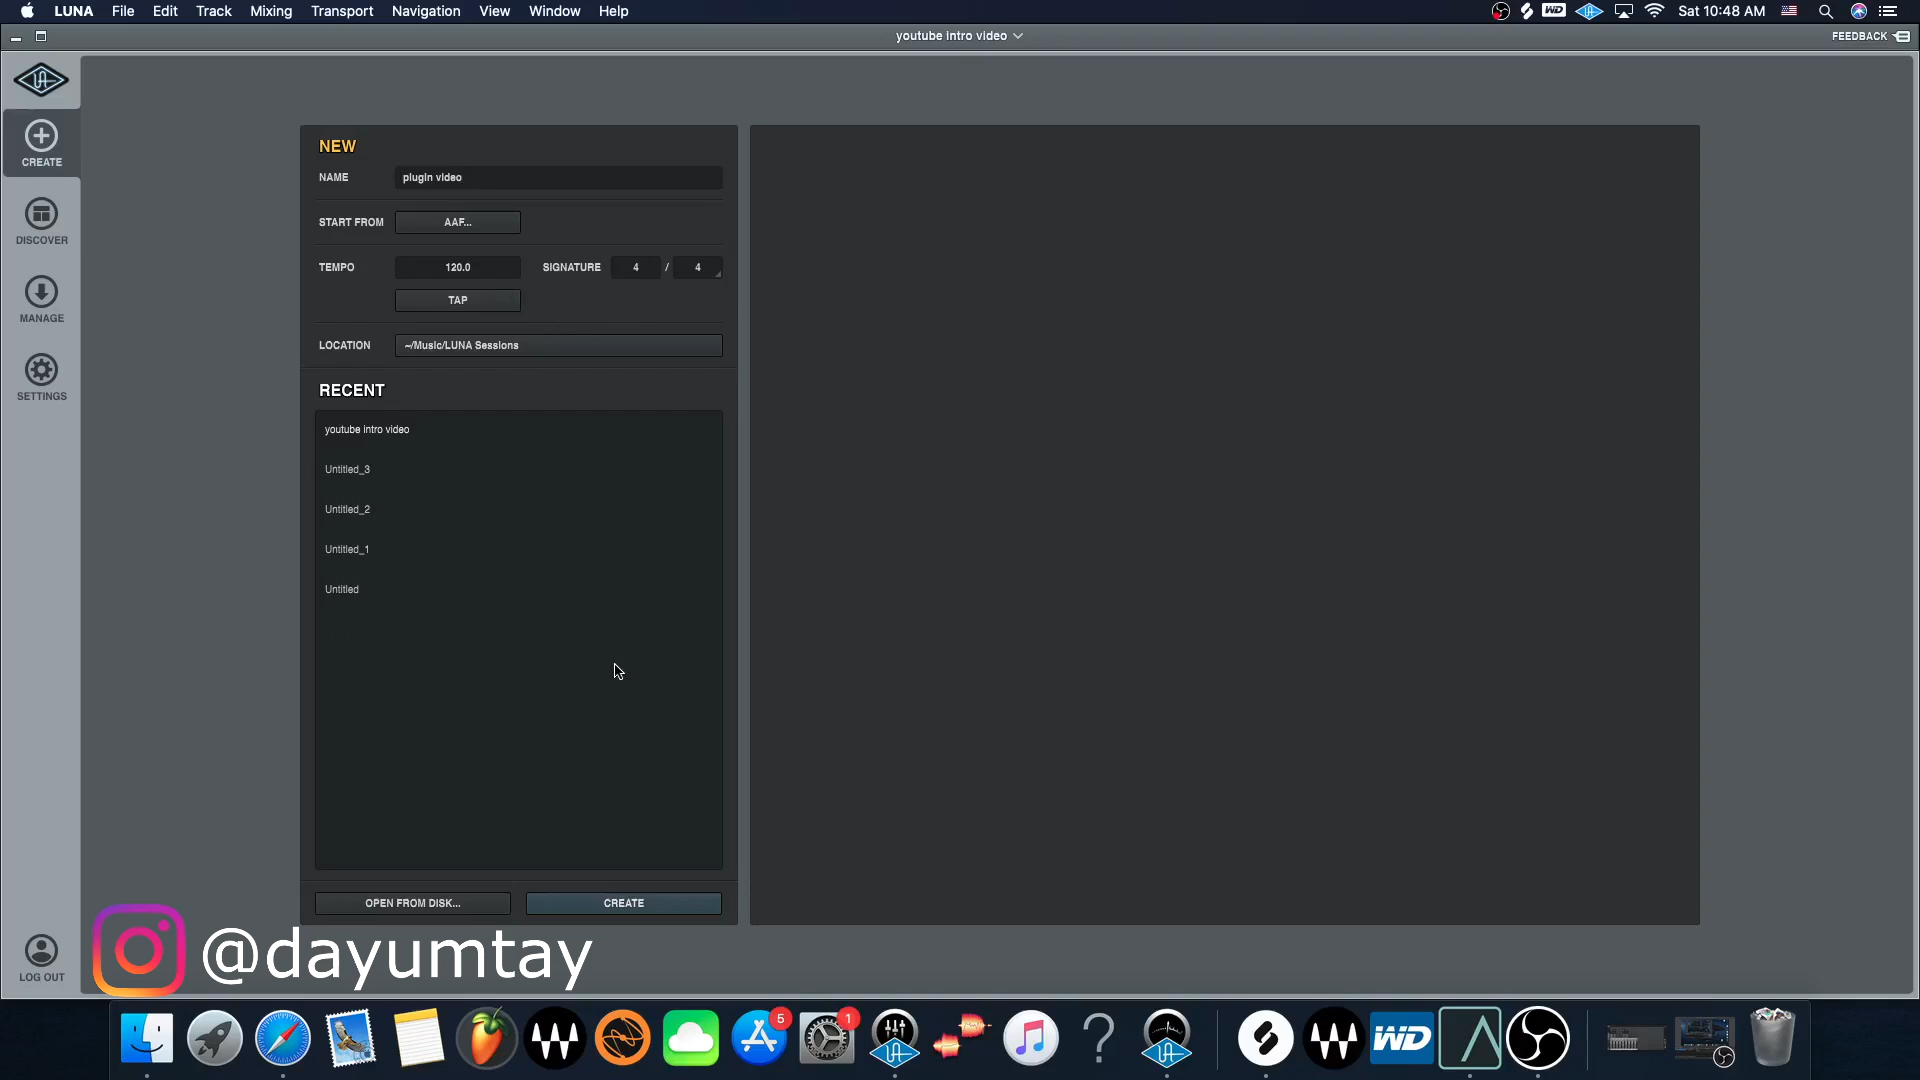 LUNA File Edit Track Mixing Transport Navigation View Window Help
WD Sat 10:48 AM
youtube intro video
FEEDBACK
CREATE
DISCOVER
MANAGE
SETTINGS
LOG OUT
NEW
NAME plugin video
START FROM AAF...
TEMPO 120.0 SIGNATURE 4 / 4
TAP
LOCATION ~/Music/LUNA Sessions
RECENT
youtube intro video
Untitled_3
Untitled_2
Untitled_1
Untitled
OPEN FROM DISK... CREATE
@dayumtay
5
1
WD